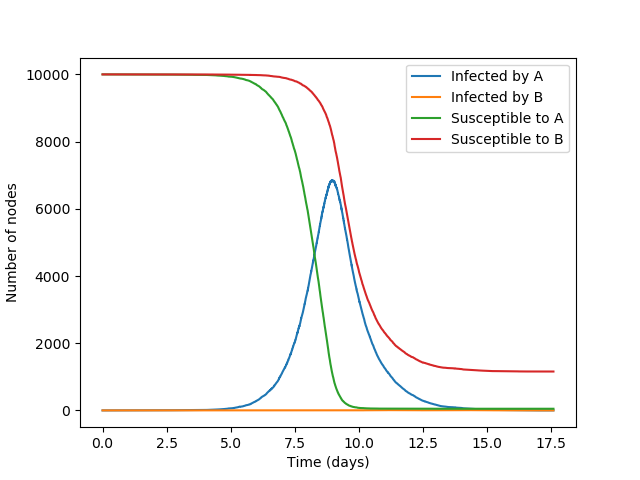 10000
8000
6000
4000
2000
0
Number of nodes
0.0 2.5 5.0 7.5 10.0 12.5 15.0 17.5
Time (days)
Infected by A
Infected by B
Susceptible to A
Susceptible to B